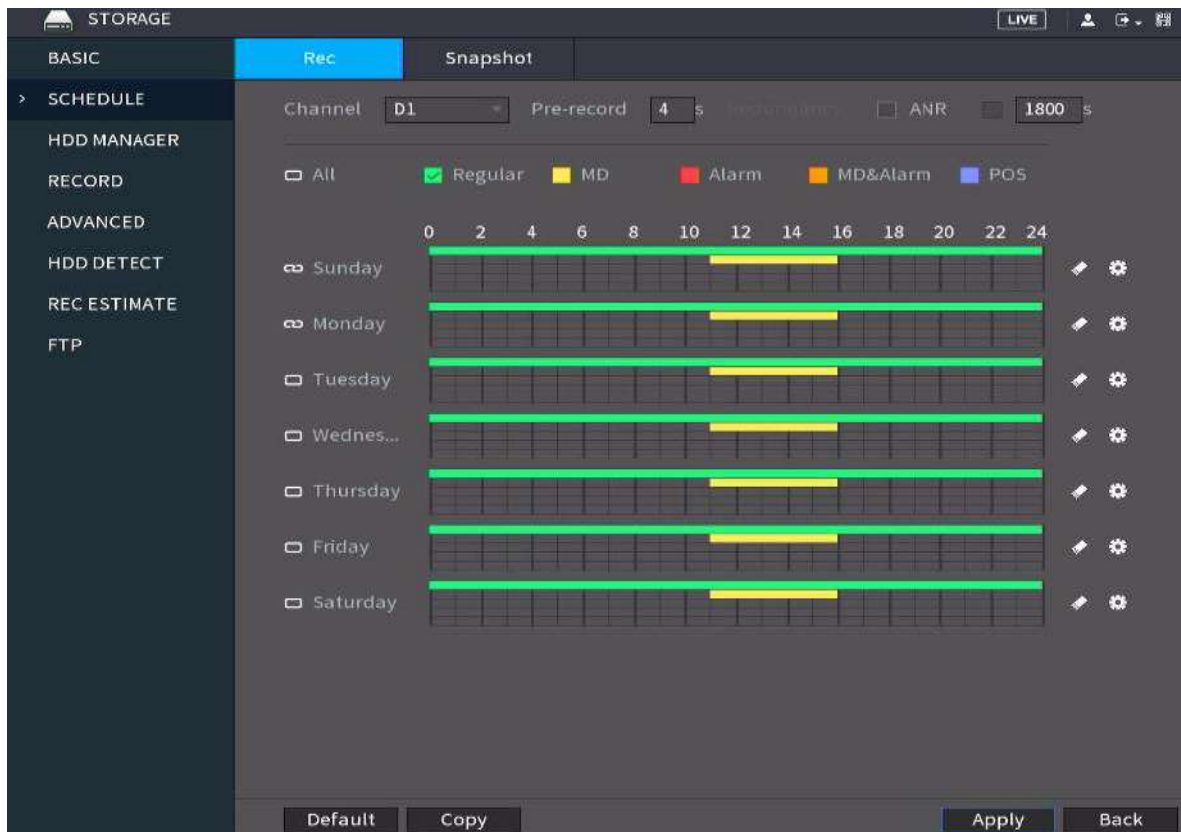 STORAGE LIVE
BASIC Rec Snapshot
> SCHEDULE Channel D1 Pre-record 4 s ANR 1800 s
HDD MANAGER
RECORD All Regular MD Alarm MD&Alarm POS
ADVANCED 0 2 4 6 8 10 12 14 16 18 20 22 24
HDD DETECT Sunday
REC ESTIMATE
Monday
FTP
Tuesday
Wednes...
Thursday
Friday
Saturday
Default Copy Apply Back